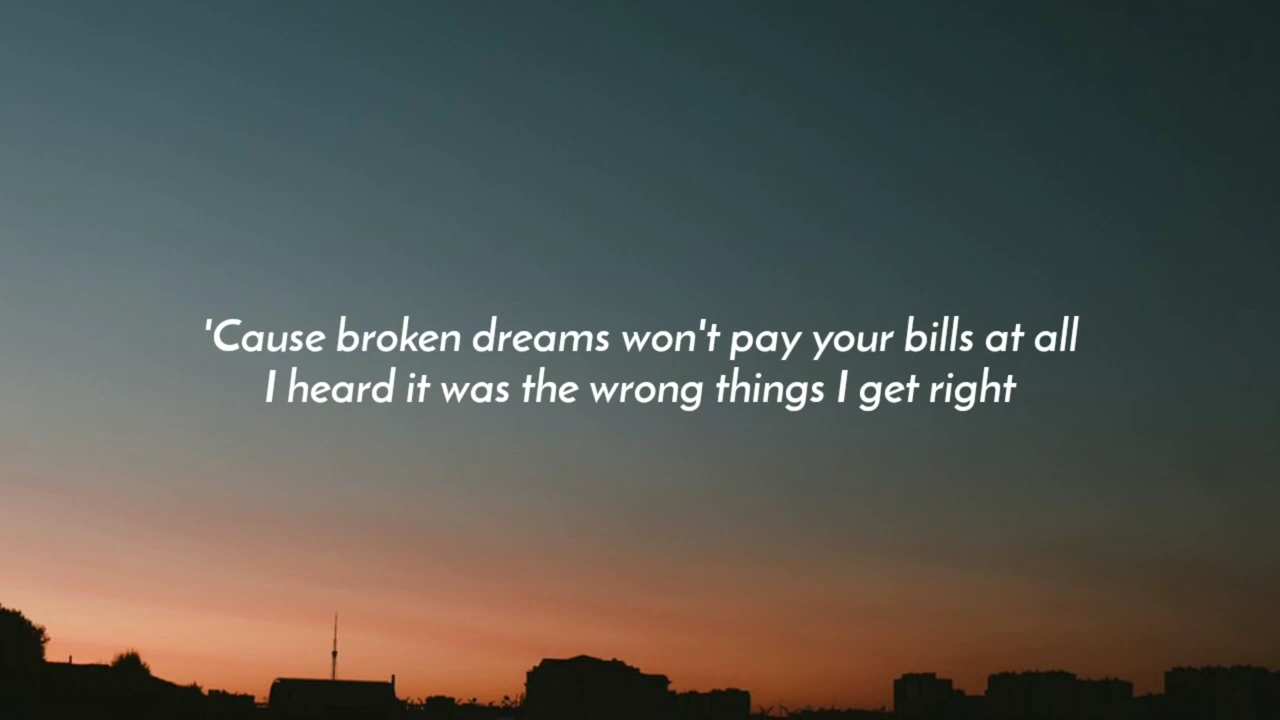 'Cause broken dreams won't pay your bills at all
I heard it was the wrong things I get right